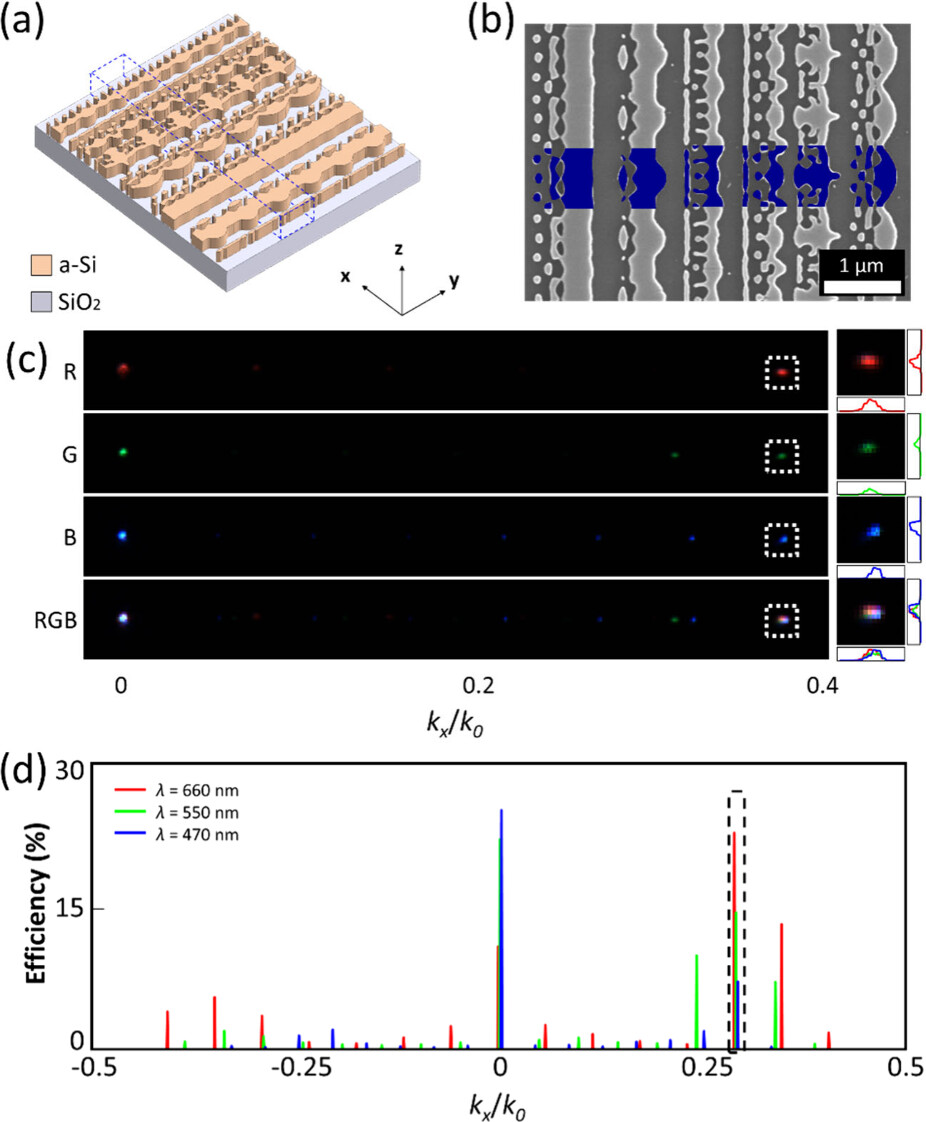 (a)
a-Si
SiO₂
x
z
y
(b)
1 µm
(c)
R
G
B
RGB
0 0.2 0.4
kx/k0
(d)
30
15
0
Efficiency (%)
λ = 660 nm
λ = 550 nm
λ = 470 nm
-0.5 -0.25 0 0.25 0.5
kx/k0